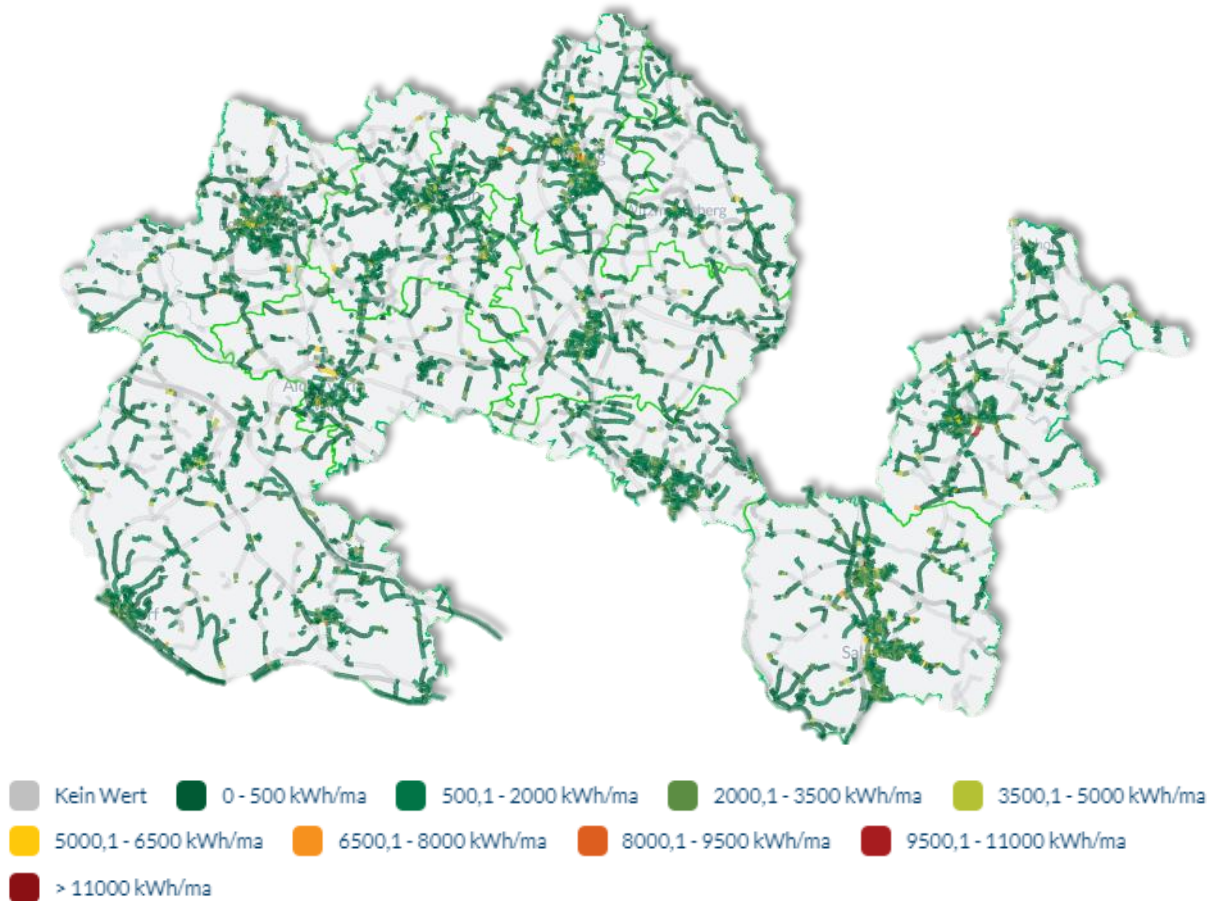 Kein Wert
0 - 500 kWh/ma
500,1 - 2000 kWh/ma
2000,1 - 3500 kWh/ma
3500,1 - 5000 kWh/ma
5000,1 - 6500 kWh/ma
6500,1 - 8000 kWh/ma
8000,1 - 9500 kWh/ma
9500,1 - 11000 kWh/ma
> 11000 kWh/ma